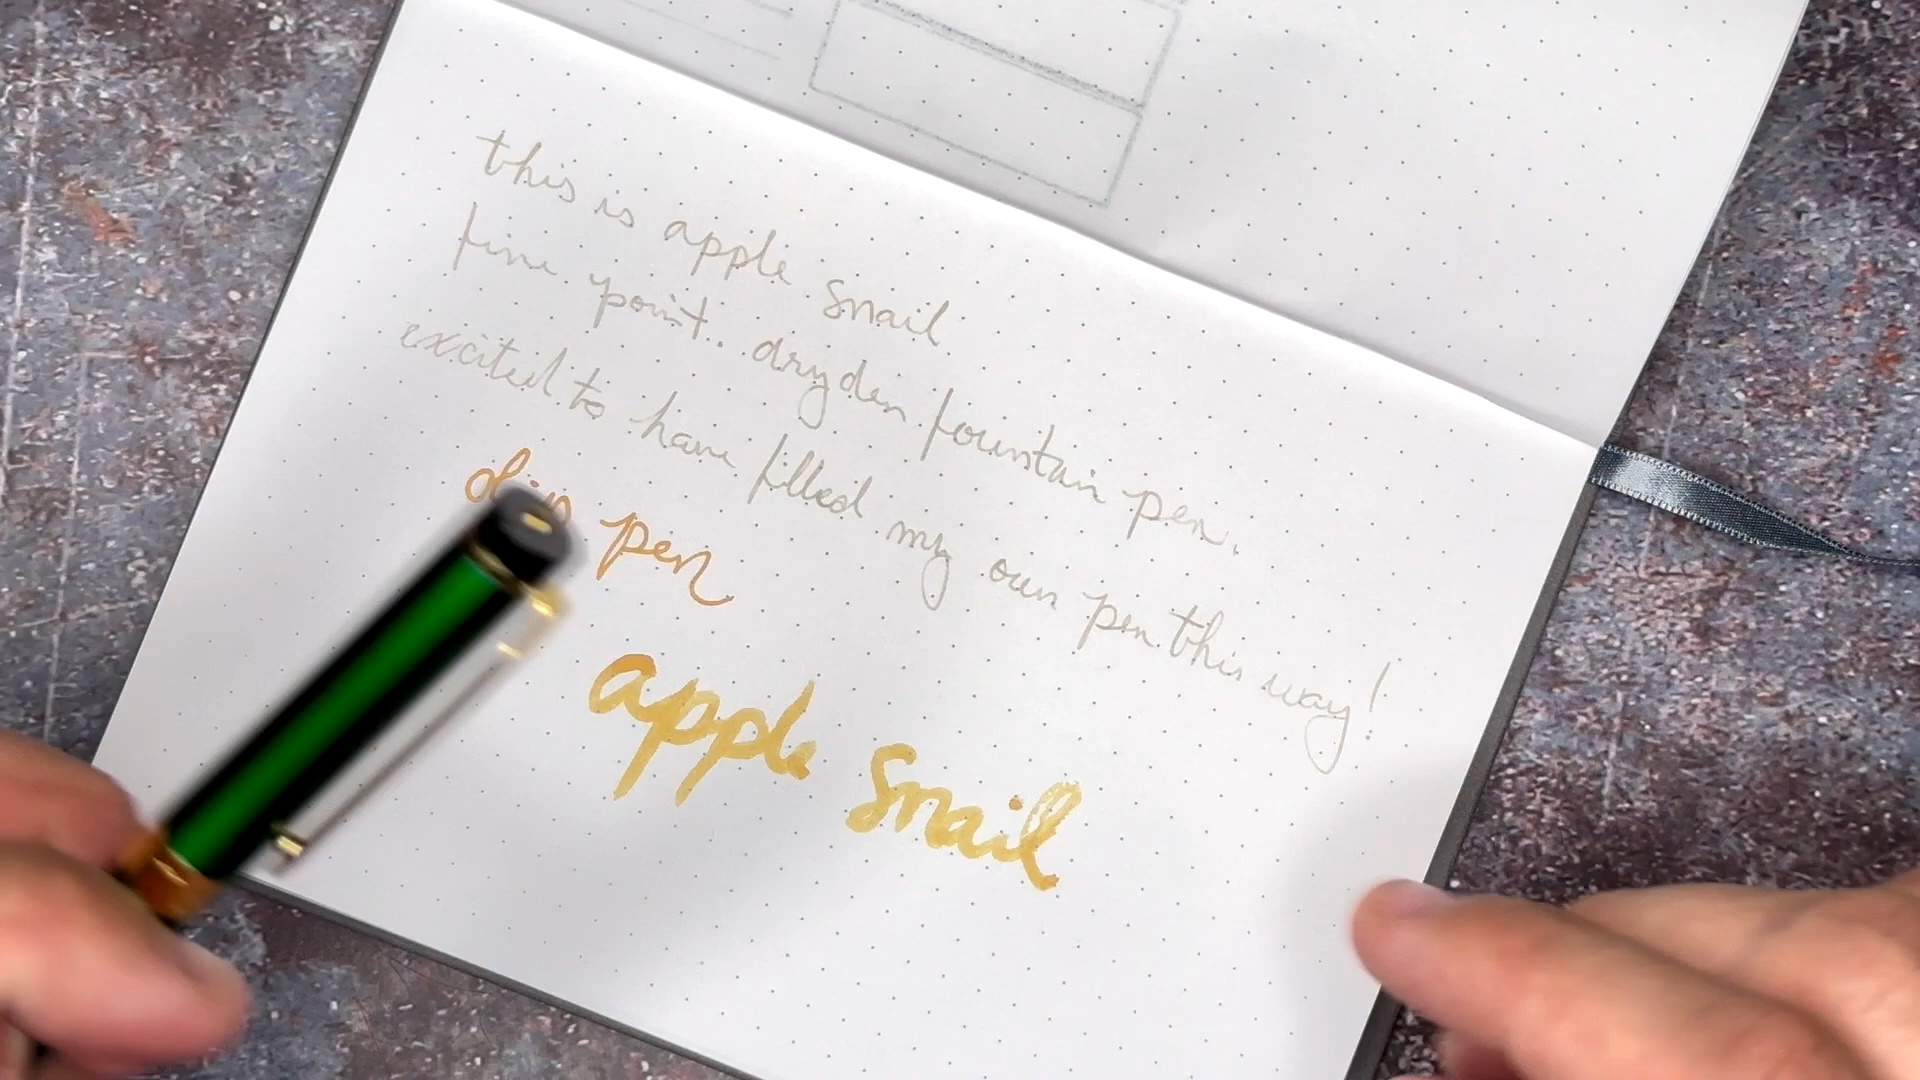 this is apple snail
fine point. dryden fountain pen.
excited to have filled my own pen this way!
dip pen
apple snail